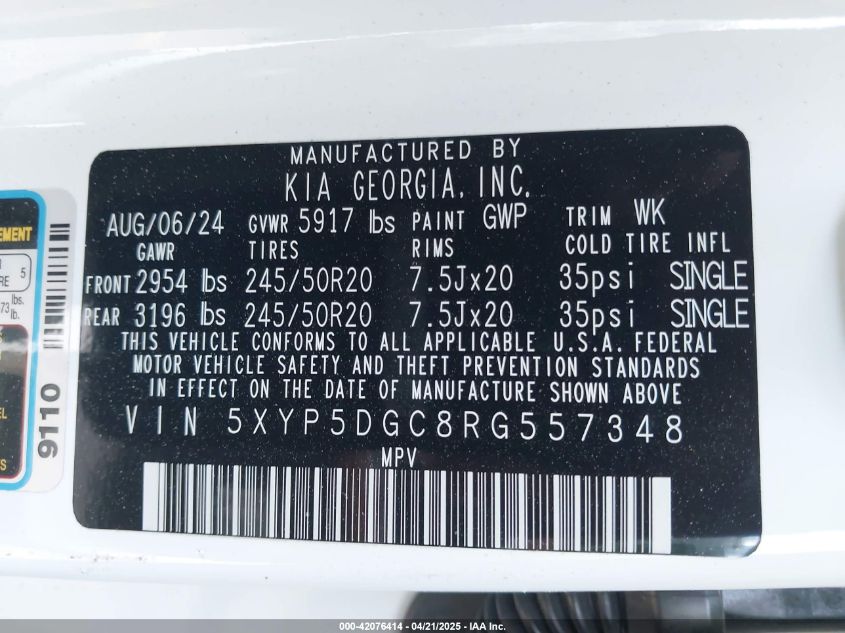 MANUFACTURED BY
KIA GEORGIA, INC.
AUG/06/24 GVWR 5917 lbs PAINT GWP TRIM WK
GAWR TIRES RIMS COLD TIRE INFL
FRONT 2954 lbs 245/50R20 7.5Jx20 35psi SINGLE
REAR 3196 lbs 245/50R20 7.5Jx20 35psi SINGLE
THIS VEHICLE CONFORMS TO ALL APPLICABLE U.S.A. FEDERAL
MOTOR VEHICLE SAFETY AND THEFT PREVENTION STANDARDS
IN EFFECT ON THE DATE OF MANUFACTURE SHOWN ABOVE
VIN 5XYP5DGC8RG557348
MPV
9110
5
lbs.
lb.
000-42076414 - 04/21/2025 - IAA Inc.